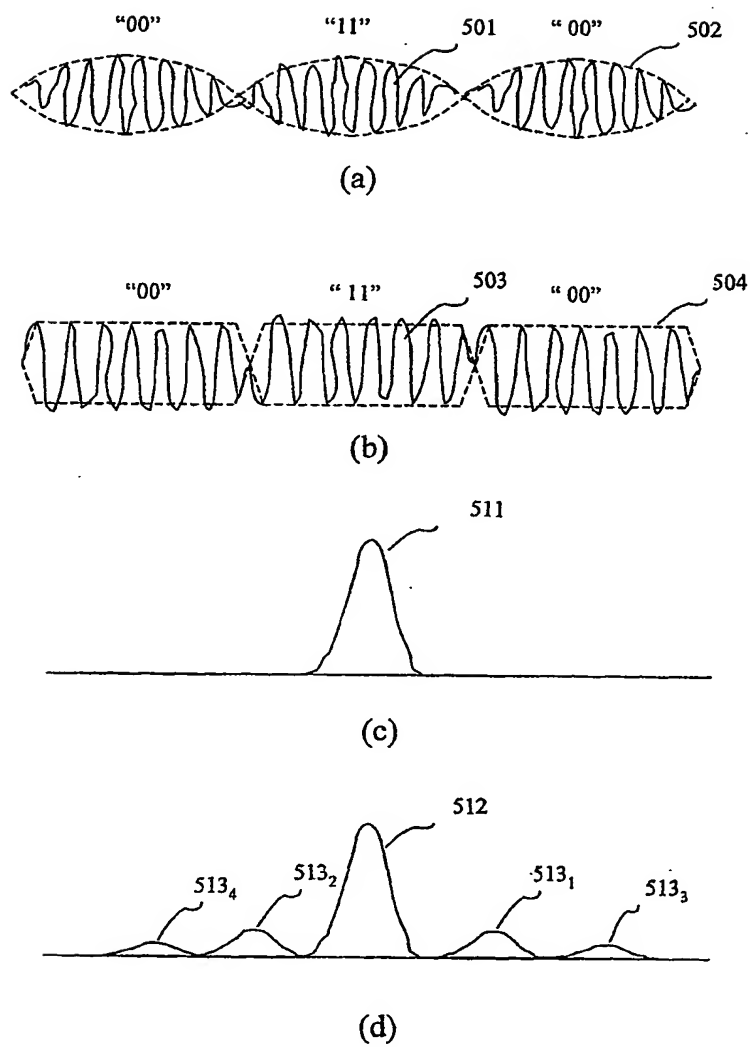 “00” “11” 501 “ 00” 502
(a)
“00” “ 11” 503 “ 00” 504
(b)
511
(c)
512
513₄ 513₂ 513₁ 513₃
(d)